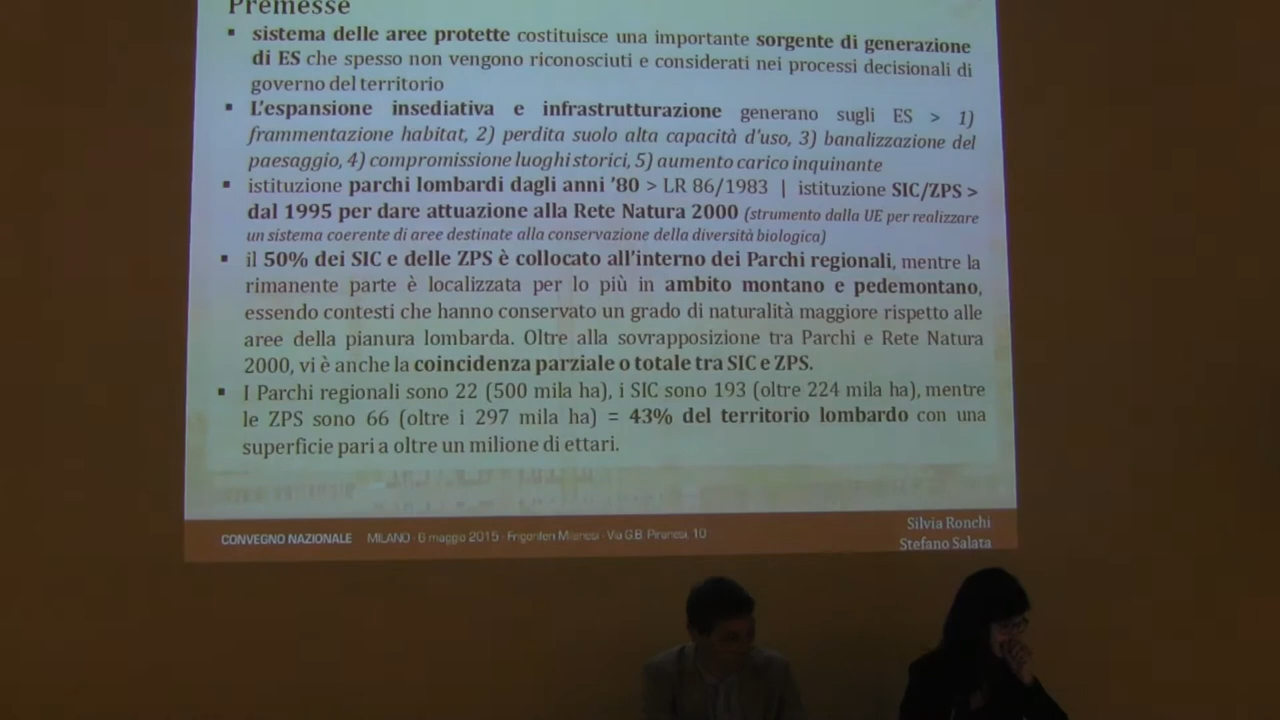 Premesse
▪ sistema delle aree protette costituisce una importante sorgente di generazione
di ES che spesso non vengono riconosciuti e considerati nei processi decisionali di
governo del territorio
▪ L'espansione insediativa e infrastrutturazione generano sugli ES > 1)
frammentazione habitat, 2) perdita suolo alta capacità d'uso, 3) banalizzazione del
paesaggio, 4) compromissione luoghi storici, 5) aumento carico inquinante
▪ istituzione parchi lombardi dagli anni '80 > LR 86/1983 | istituzione SIC/ZPS >
dal 1995 per dare attuazione alla Rete Natura 2000 (strumento dalla UE per realizzare
un sistema coerente di aree destinate alla conservazione della diversità biologica)
▪ il 50% dei SIC e delle ZPS è collocato all'interno dei Parchi regionali, mentre la
rimanente parte è localizzata per lo più in ambito montano e pedemontano,
essendo contesti che hanno conservato un grado di naturalità maggiore rispetto alle
aree della pianura lombarda. Oltre alla sovrapposizione tra Parchi e Rete Natura
2000, vi è anche la coincidenza parziale o totale tra SIC e ZPS.
▪ I Parchi regionali sono 22 (500 mila ha), i SIC sono 193 (oltre 224 mila ha), mentre
le ZPS sono 66 (oltre i 297 mila ha) = 43% del territorio lombardo con una
superficie pari a oltre un milione di ettari.
CONVEGNO NAZIONALE MILANO · 6 maggio 2015 · Frigoriferi Milanesi · Via G.B. Piranesi, 10
Silvia Ronchi
Stefano Salata